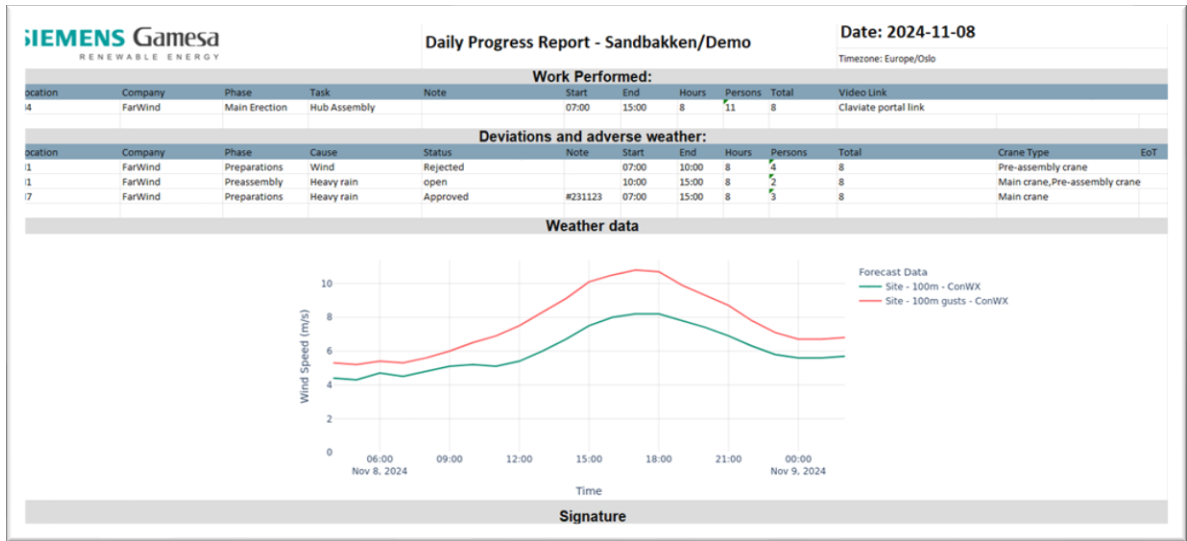 SIEMENS Gamesa
RENEWABLE ENERGY
Daily Progress Report - Sandbakken/Demo
Date: 2024-11-08
Timezone: Europe/Oslo
Work Performed:
ocation Company Phase Task Note Start End Hours Persons Total Video Link
4 FarWind Main Erection Hub Assembly 07:00 15:00 8 11 8 Claviate portal link
Deviations and adverse weather:
ocation Company Phase Cause Status Note Start End Hours Persons Total Crane Type EoT
1 FarWind Preparations Wind Rejected 07:00 10:00 8 4 8 Pre-assembly crane
1 FarWind Preassembly Heavy rain open 10:00 15:00 8 2 8 Main crane,Pre-assembly crane
7 FarWind Preparations Heavy rain Approved #231123 07:00 15:00 8 3 8 Main crane
Weather data
Forecast Data
Site - 100m - ConWX
Site - 100m gusts - ConWX
Wind Speed (m/s)
10
8
6
4
2
0
06:00 09:00 12:00 15:00 18:00 21:00 00:00
Nov 8, 2024 Nov 9, 2024
Time
Signature